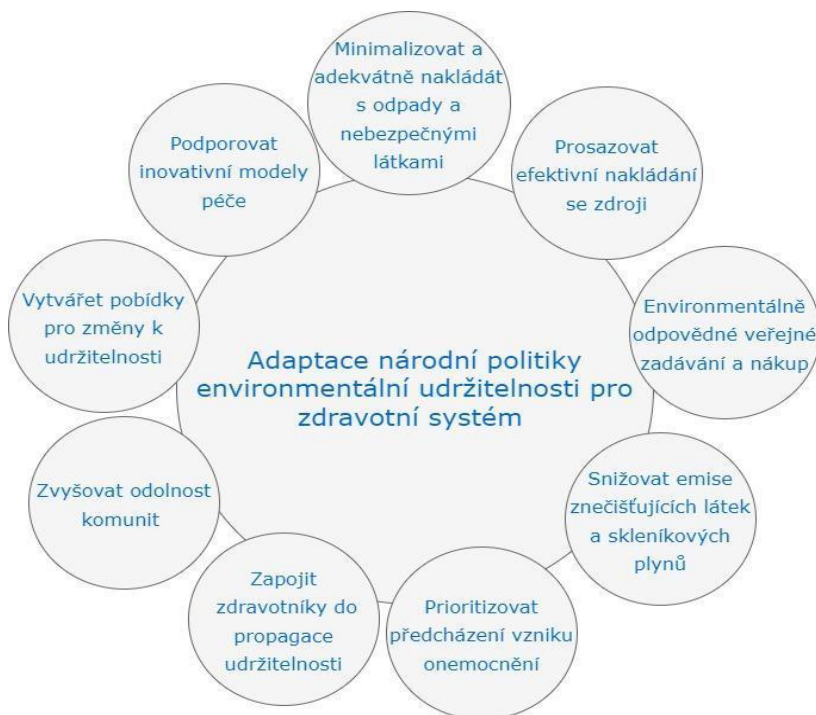 Minimalizovat a
adekvátně nakládát
s odpady a
nebezpečnými
látkami
Prosazovat
efektivní nakládání
se zdroji
Environmentálně
odpovědné veřejné
zadávání a nákup
Snižovat emise
znečišťujících látek
a skleníkových
plynů
Prioritizovat
předcházení vzniku
onemocnění
Zapojit
zdravotníky do
propagace
udržitelnosti
Zvyšovat odolnost
komunit
Vytvářet pobídky
pro změny k
udržitelnosti
Podporovat
inovativní modely
péče
Adaptace národní politiky
environmentální udržitelnosti pro
zdravotní systém